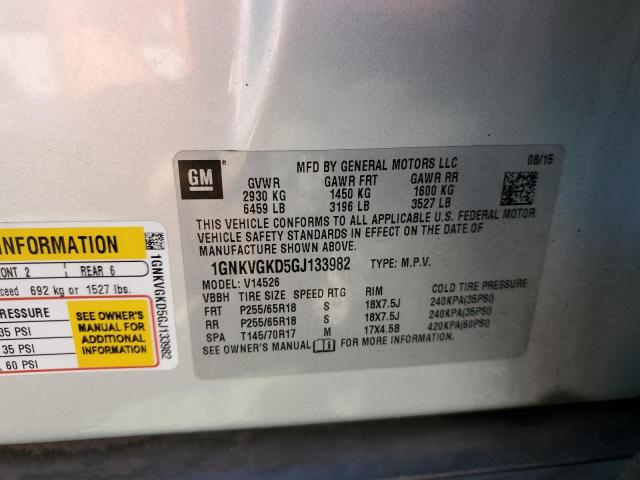 GM
MFD BY GENERAL MOTORS LLC 08/15
GVWR GAWR FRT GAWR RR
2930 KG 1450 KG 1600 KG
6459 LB 3196 LB 3527 LB
THIS VEHICLE CONFORMS TO ALL APPLICABLE U.S. FEDERAL MOTOR
VEHICLE SAFETY STANDARDS IN EFFECT ON THE DATE OF
MANUFACTURE SHOWN ABOVE.
1GNKVGKD5GJ133982 TYPE: M.P.V.
MODEL: V14526
VBBH TIRE SIZE SPEED RTG RIM COLD TIRE PRESSURE
FRT P255/65R18 S 18X7.5J 240KPA(35PSI)
RR P255/65R18 S 18X7.5J 240KPA(35PSI)
SPA T145/70R17 M 17X4.5B 420KPA(60PSI)
SEE OWNER'S MANUAL FOR MORE INFORMATION.
INFORMATION
ONT 2 REAR 6
ceed 692 kg or 1527 lbs.
RESSURE
35 PSI
35 PSI
, 60 PSI
SEE OWNER'S
MANUAL FOR
ADDITIONAL
INFORMATION
1GNKVGKD5GJ133982